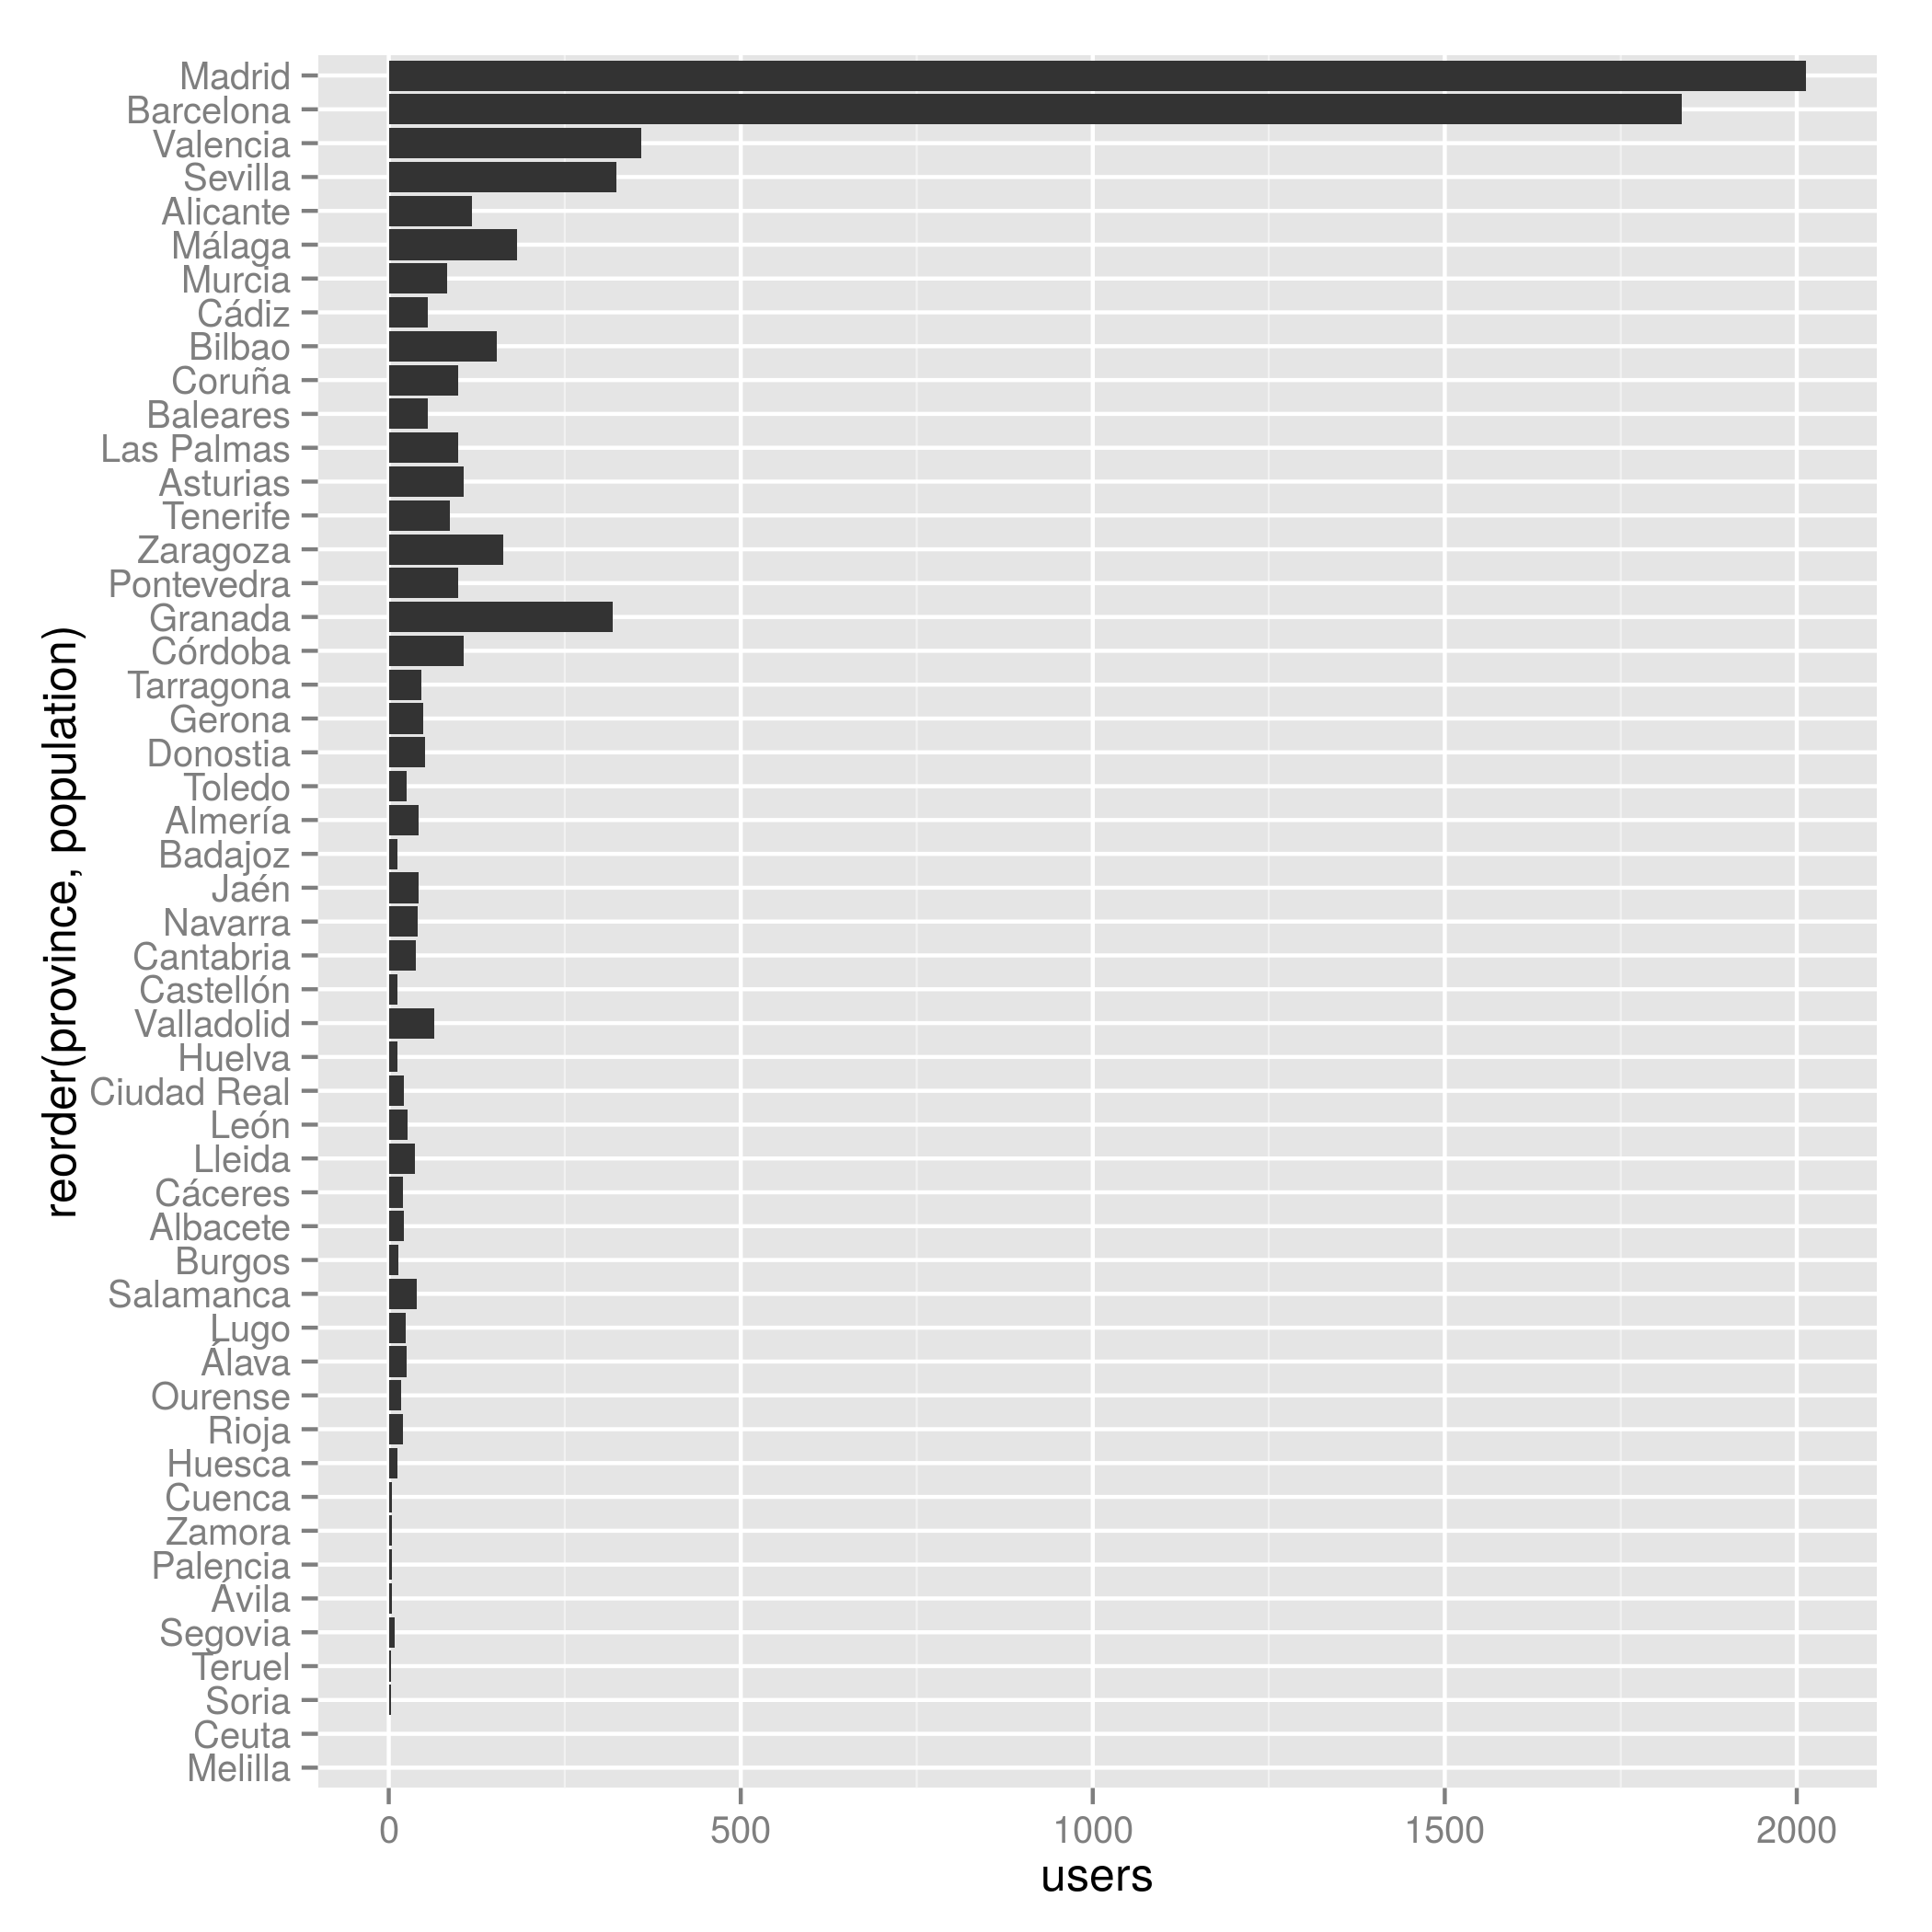 reorder(province, population)
Madrid
Barcelona
Valencia
Sevilla
Alicante
Málaga
Murcia
Cádiz
Bilbao
Coruña
Baleares
Las Palmas
Asturias
Tenerife
Zaragoza
Pontevedra
Granada
Córdoba
Tarragona
Gerona
Donostia
Toledo
Almería
Badajoz
Jaén
Navarra
Cantabria
Castellón
Valladolid
Huelva
Ciudad Real
León
Lleida
Cáceres
Albacete
Burgos
Salamanca
Lugo
Álava
Ourense
Rioja
Huesca
Cuenca
Zamora
Palencia
Ávila
Segovia
Teruel
Soria
Ceuta
Melilla
0 500 1000 1500 2000
users